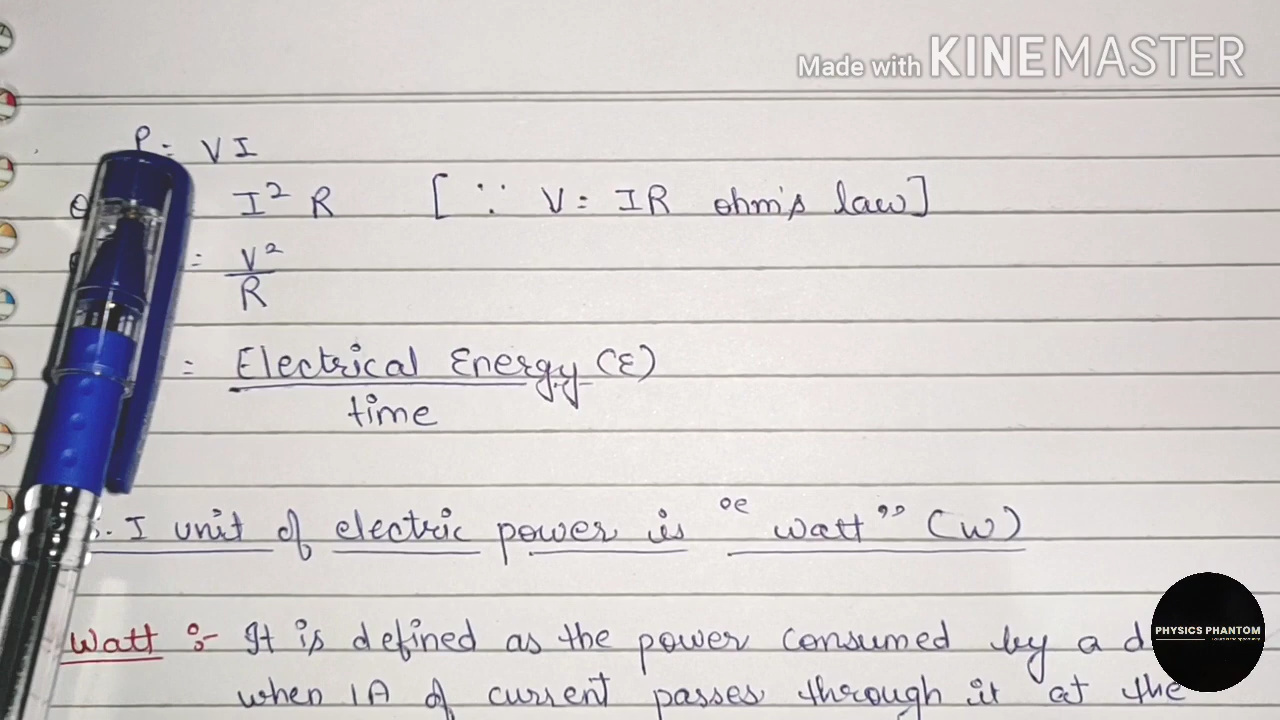 Made with KINEMASTER
P = VI
I² R [ ∵ V = IR ohm's law ]
= V²
R
= Electrical Energy (E)
time
S. I unit of electric power is "Watt" (W)
Watt :- It is defined as the power consumed by a d
when 1A of current passes through it at the
PHYSICS PHANTOM